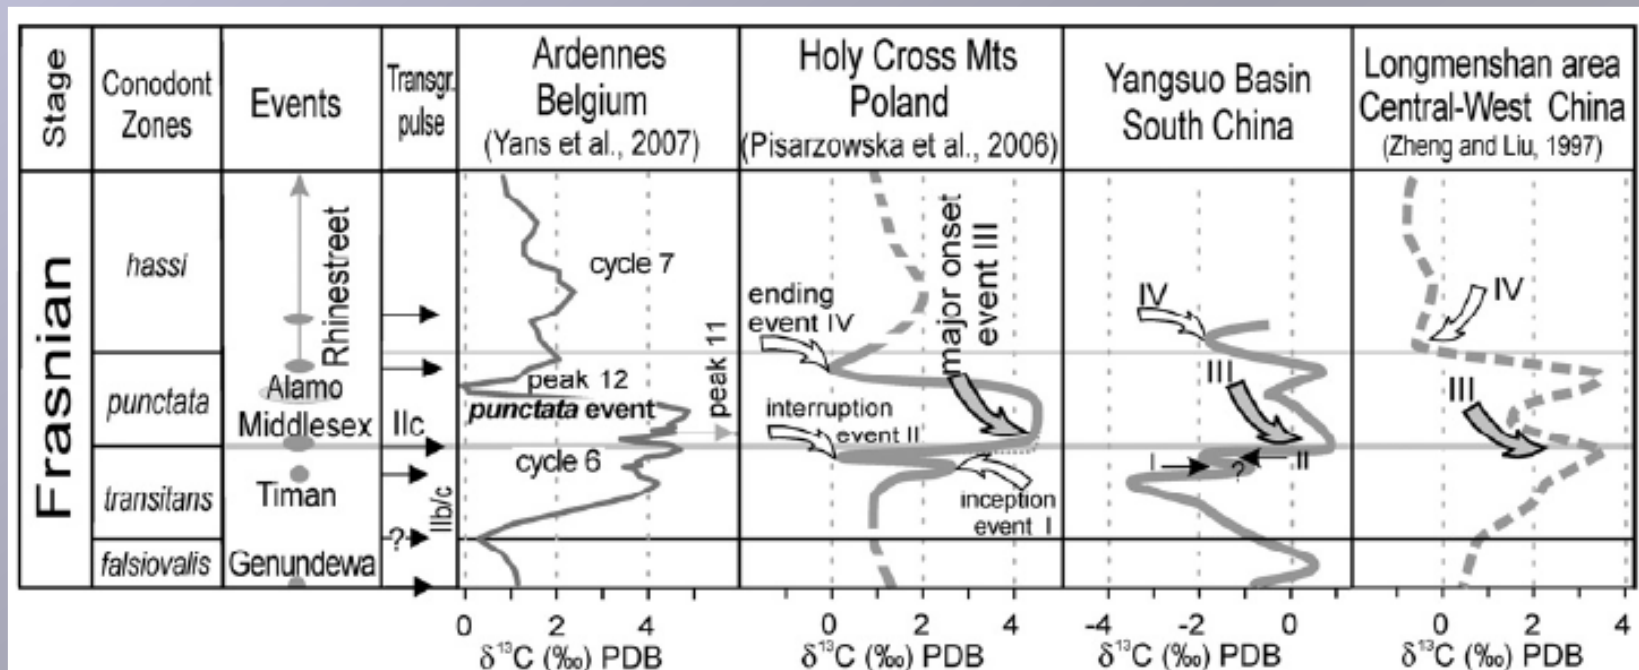 Stage
Conodont
Zones
Events
Transgr.
pulse
Ardennes
Belgium
(Yans et al., 2007)
Holy Cross Mts
Poland
(Pisarzowska et al., 2006)
Yangsuo Basin
South China
Longmenshan area
Central-West China
(Zheng and Liu, 1997)
Frasnian
hassi
punctata
transitans
falsiovalis
Rhinestreet
Alamo
Middlesex
Timan
Genundewa
IIc
IIb/c
?
cycle 7
peak 12
punctata event
cycle 6
peak 11
ending
event IV
major onset
event III
interruption
event II
inception
event I
IV
III
I
?
II
IV
III
0 2 4
δ¹³C (‰) PDB
0 2 4
δ¹³C (‰) PDB
-4 -2 0
δ¹³C (‰) PDB
0 2 4
δ¹³C (‰) PDB